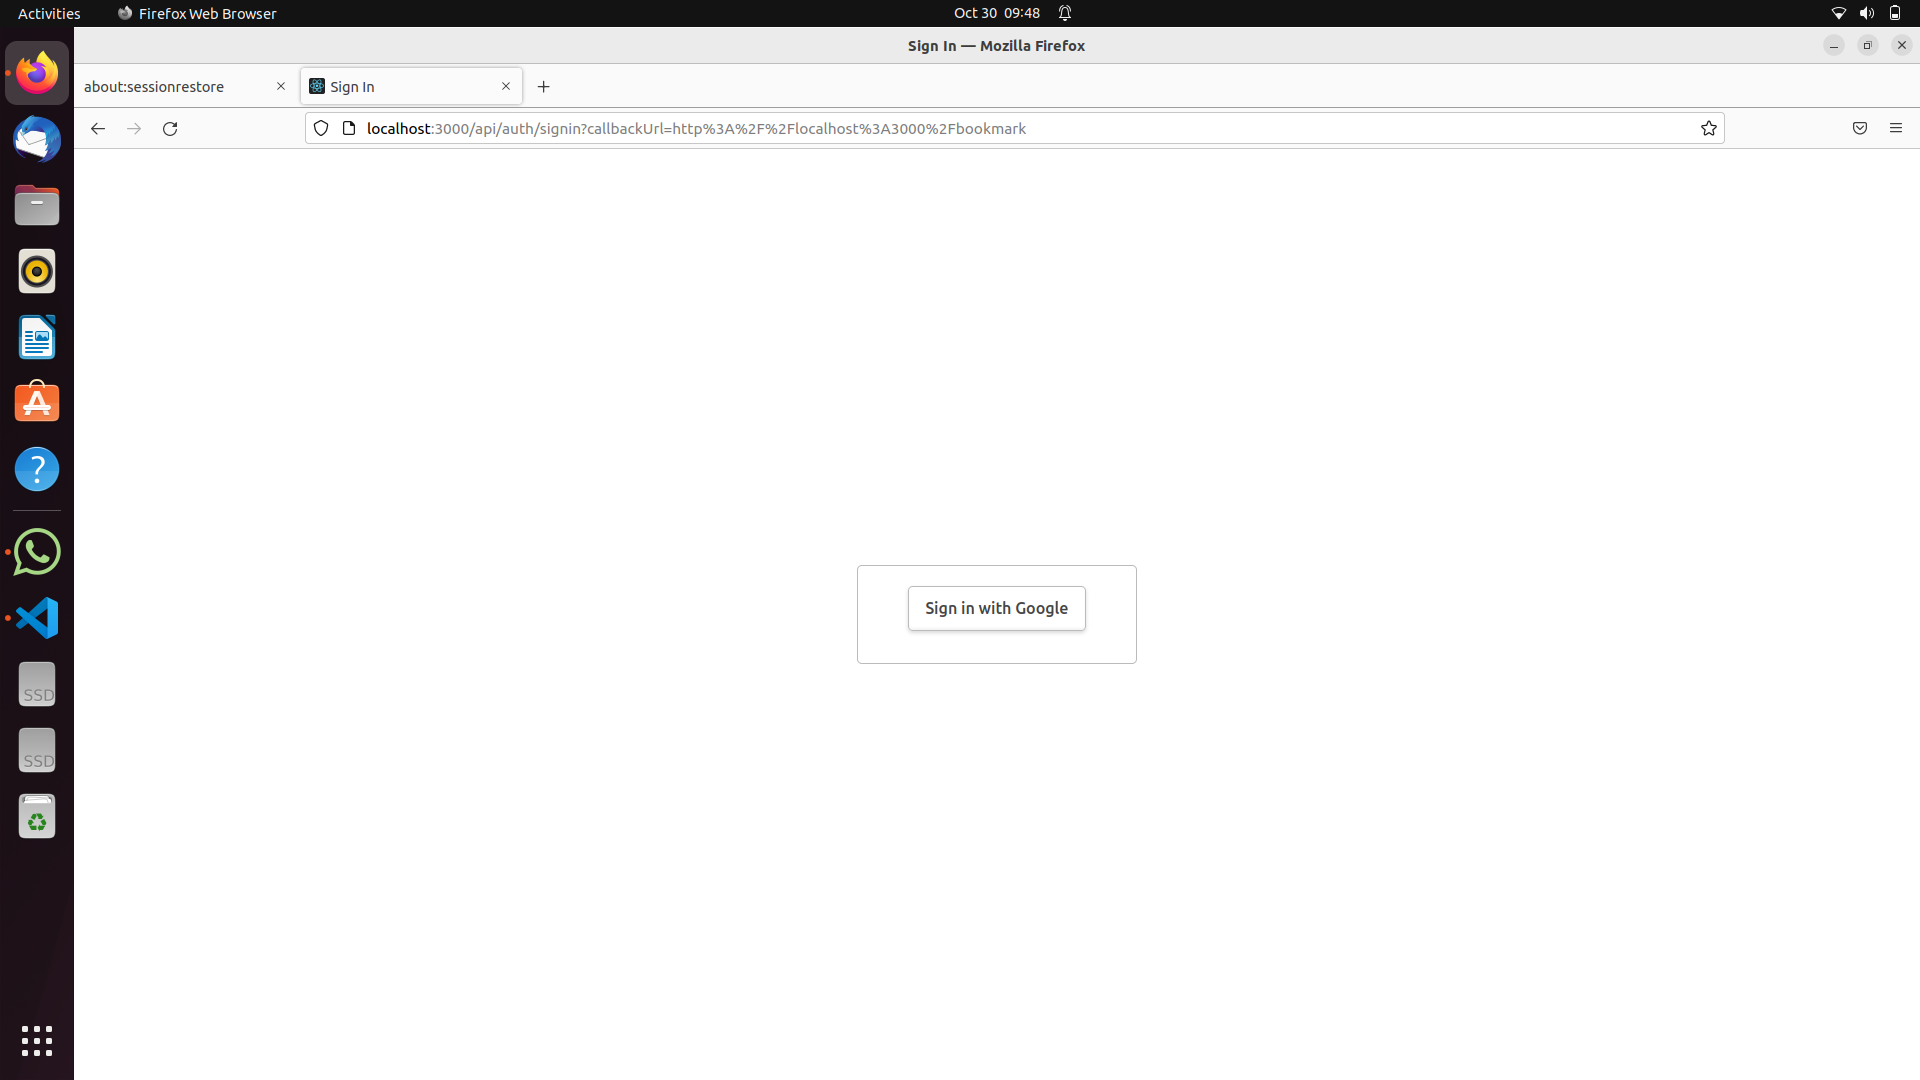 Activities
Firefox Web Browser
Oct 30 09:48
Sign In — Mozilla Firefox
about:sessionrestore
Sign In
localhost:3000/api/auth/signin?callbackUrl=http%3A%2F%2Flocalhost%3A3000%2Fbookmark
Sign in with Google
SSD
SSD